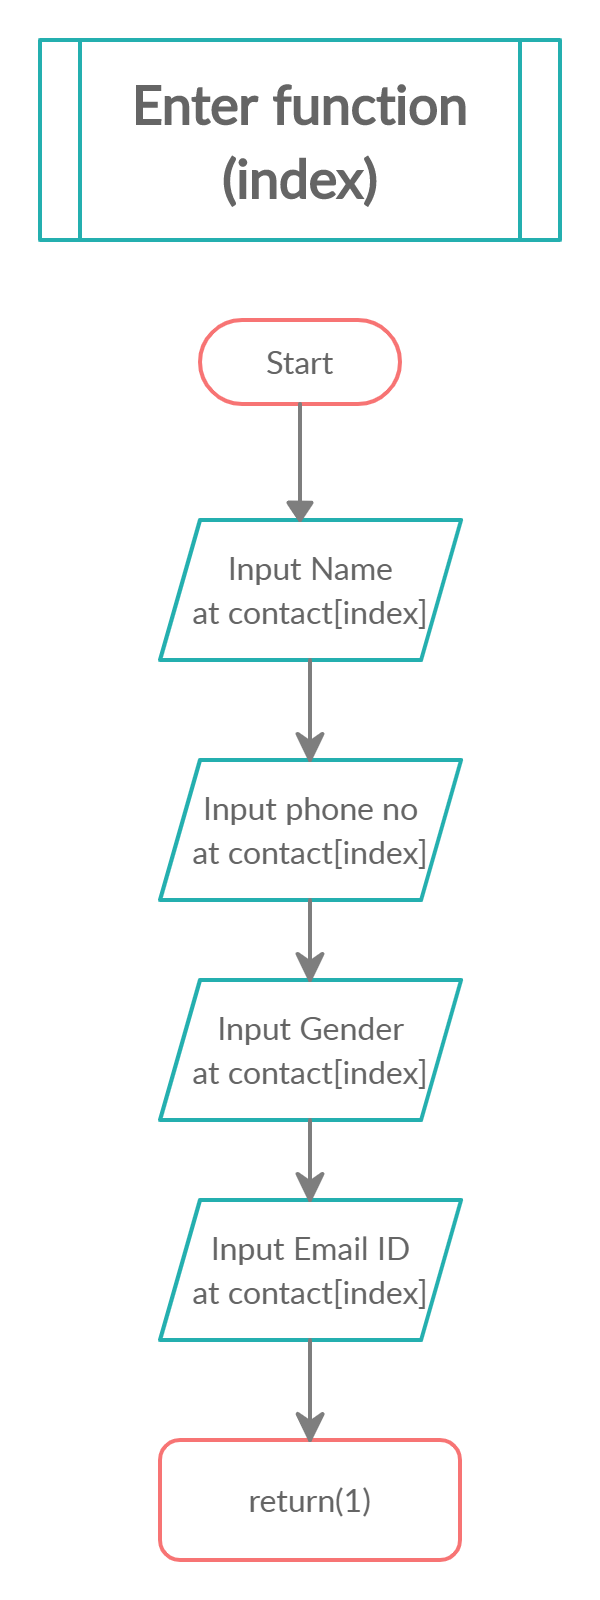 Enter function
(index)
Start
Input Name
at contact[index]
Input phone no
at contact[index]
Input Gender
at contact[index]
Input Email ID
at contact[index]
return(1)